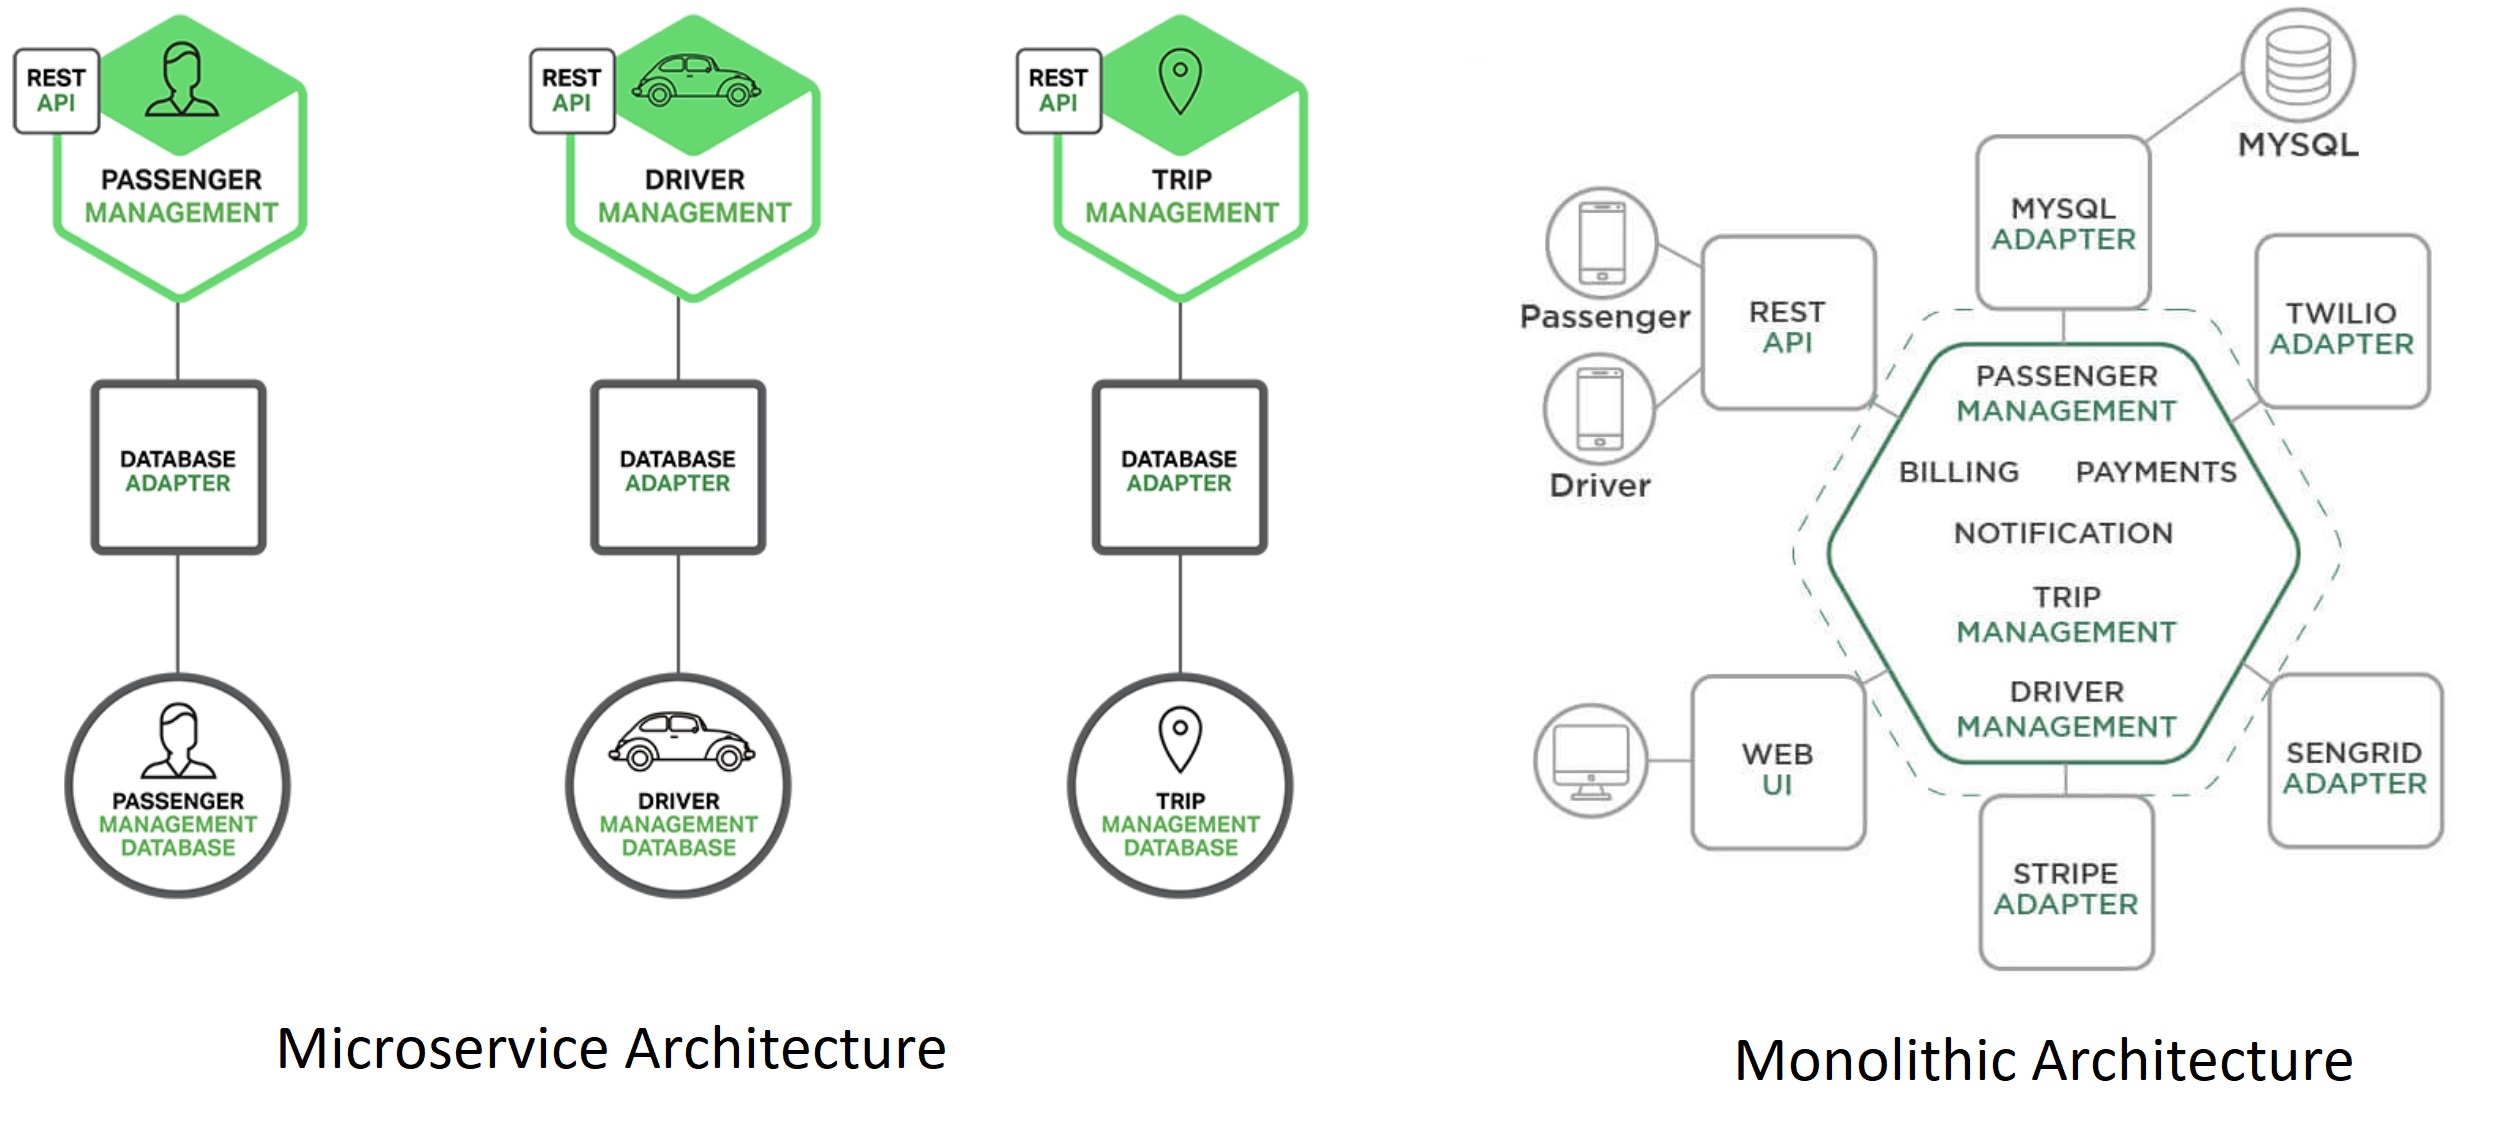 REST
API
PASSENGER
MANAGEMENT
DATABASE
ADAPTER
PASSENGER
MANAGEMENT
DATABASE
REST
API
DRIVER
MANAGEMENT
DATABASE
ADAPTER
DRIVER
MANAGEMENT
DATABASE
REST
API
TRIP
MANAGEMENT
DATABASE
ADAPTER
TRIP
MANAGEMENT
DATABASE
Microservice Architecture
MYSQL
MYSQL
ADAPTER
Passenger
Driver
REST
API
TWILIO
ADAPTER
PASSENGER
MANAGEMENT
BILLING PAYMENTS
NOTIFICATION
TRIP
MANAGEMENT
DRIVER
MANAGEMENT
WEB
UI
SENGRID
ADAPTER
STRIPE
ADAPTER
Monolithic Architecture